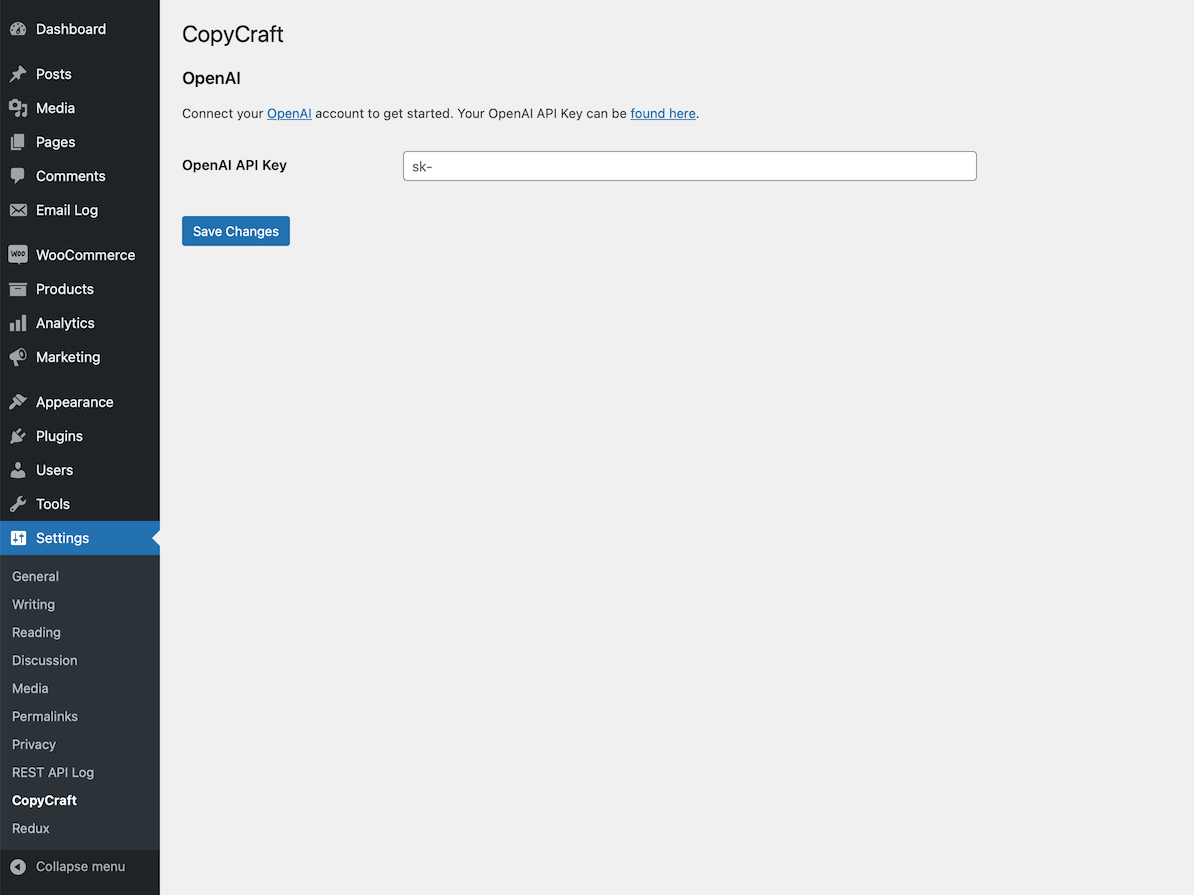 Dashboard
Posts
Media
Pages
Comments
Email Log
Woo WooCommerce
Products
Analytics
Marketing
Appearance
Plugins
Users
Tools
Settings
General
Writing
Reading
Discussion
Media
Permalinks
Privacy
REST API Log
CopyCraft
Redux
Collapse menu
CopyCraft
OpenAI
Connect your OpenAI account to get started. Your OpenAI API Key can be found here.
OpenAI API Key sk-
Save Changes